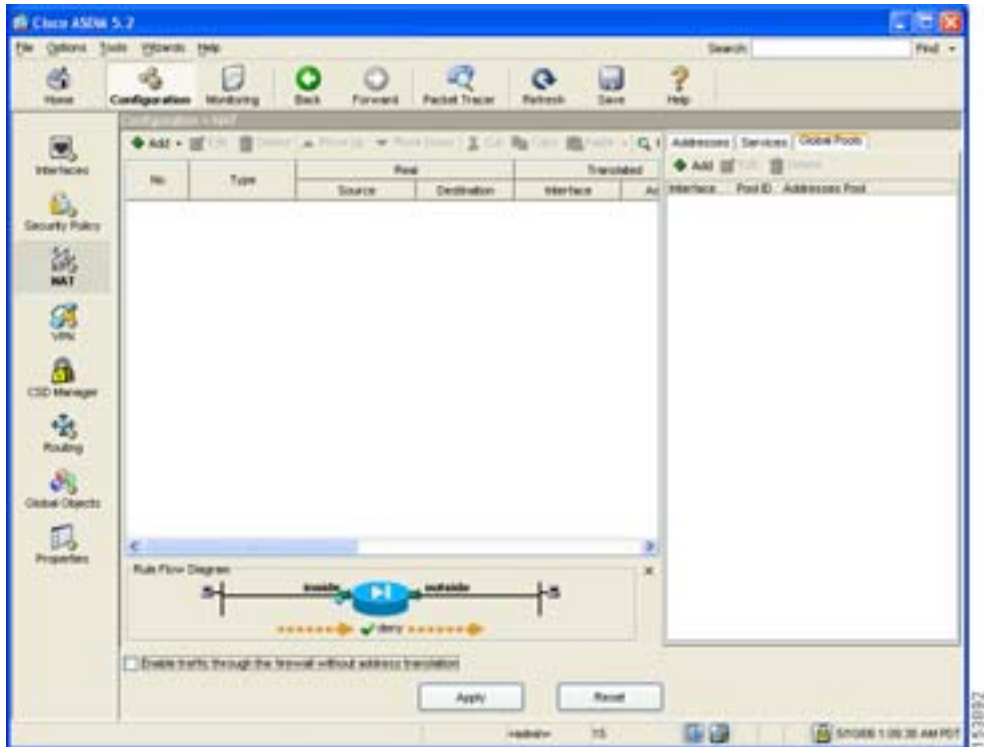 Cisco ASDM 5.2
File Options Tools Wizards Help Search: Find
Home Configuration Monitoring Back Forward Packet Tracer Refresh Save Help
Configuration > NAT
Add Edit Delete Move Up Move Down Cut Copy Paste
Addresses Services Global Pools
Add Edit Delete
No Type Real Translated
Source Destination Interface
Interface Pool ID Addresses Pool
Interfaces
Security Policy
NAT
VPN
CSD Manager
Routing
Global Objects
Properties
Rule Flow Diagram
inside outside
deny
Enable traffic through the firewall without address translation
Apply Reset
<admin> 15
AM PDT
153892